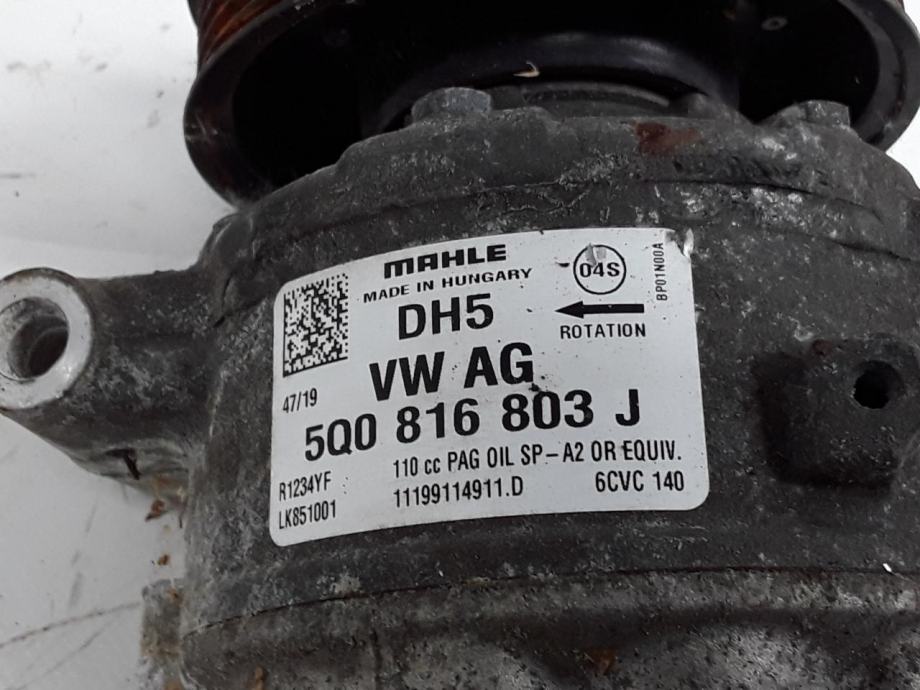 MAHLE
MADE IN HUNGARY
DH5
04S
ROTATION
BP01N00A
VW AG
47/19
5Q0 816 803 J
R1234YF
110 cc PAG OIL SP-A2 OR EQUIV.
LK851001
11199114911.D
6CVC 140